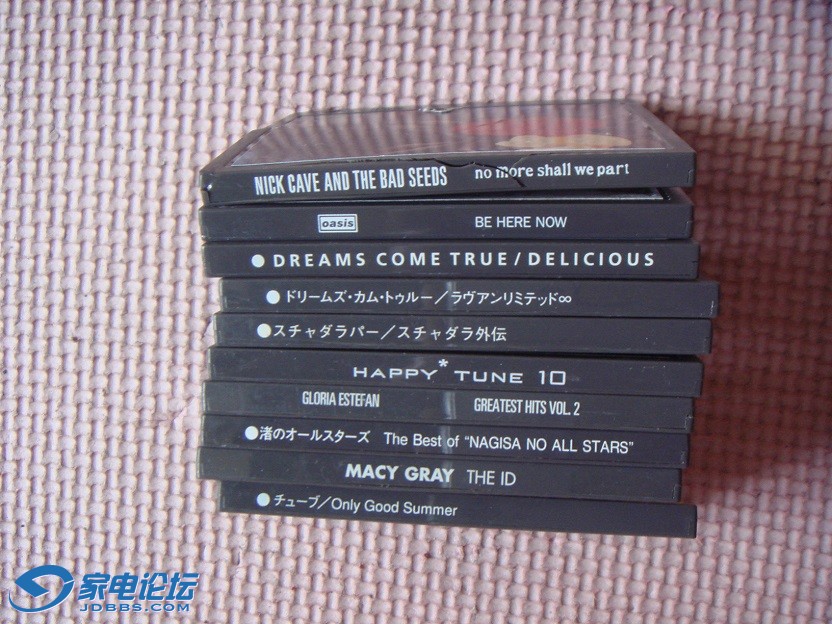 NICK CAVE AND THE BAD SEEDS no more shall we part
oasis BE HERE NOW
●DREAMS COME TRUE/DELICIOUS
●ドリームズ・カム・トゥルー/ラヴアンリミテッド∞
●スチャダラパー/スチャダラ外伝
HAPPY* TUNE 10
GLORIA ESTEFAN GREATEST HITS VOL. 2
●渚のオールスターズ The Best of "NAGISA NO ALL STARS"
MACY GRAY THE ID
●チューブ/Only Good Summer
家电论坛
JDBBS.COM